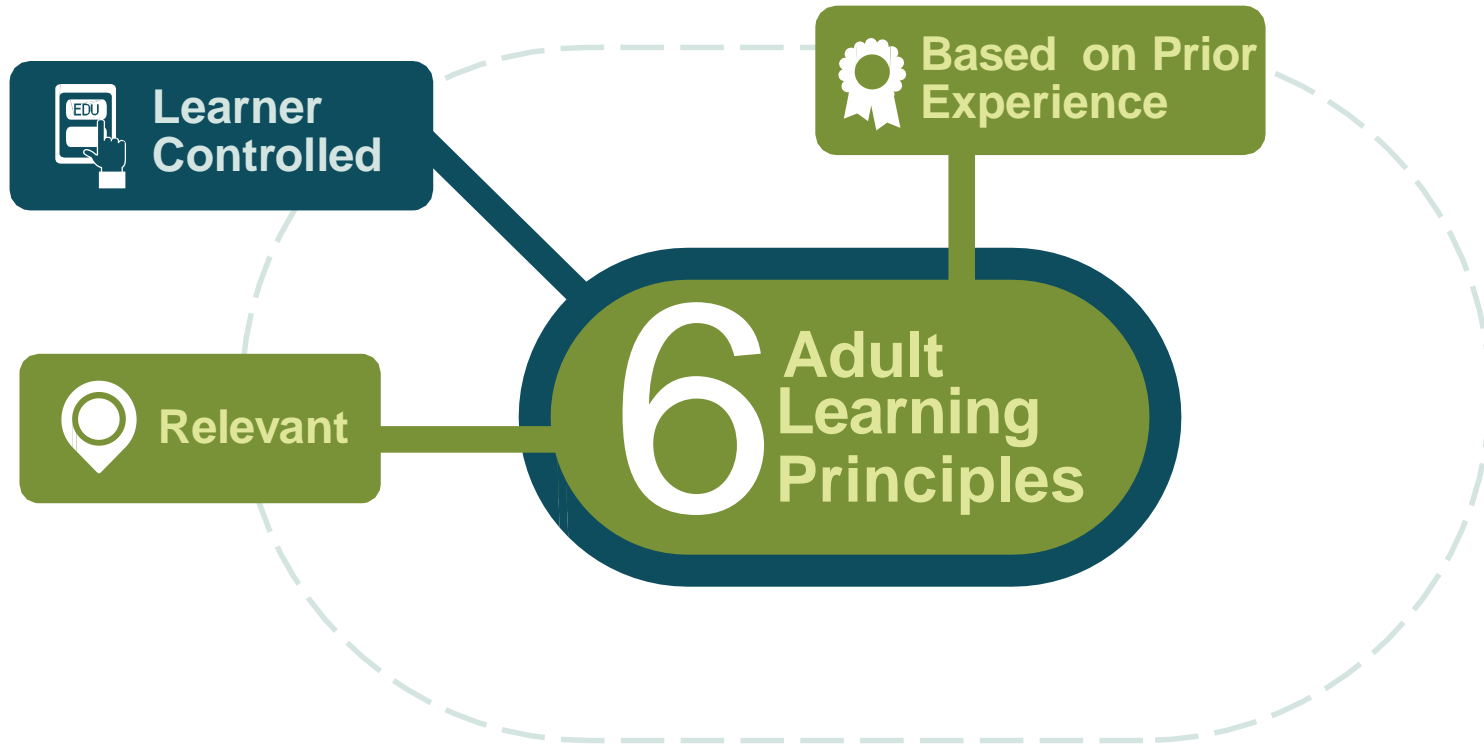 Based on Prior
Experience
EDU
Learner
Controlled
Relevant
6
Adult
Learning
Principles